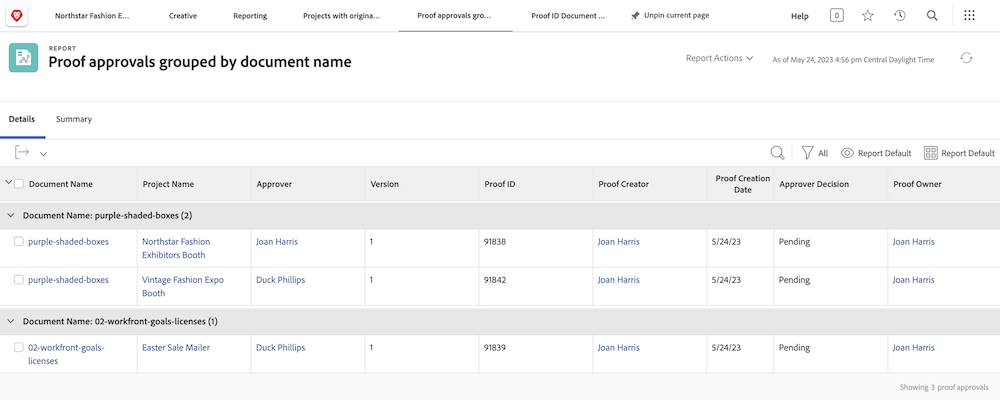 Northstar Fashion E... Creative Reporting Projects with origina... Proof approvals gro... Proof ID Document ... Unpin current page Help 0
REPORT
Proof approvals grouped by document name
Report Actions As of May 24, 2023 4:56 pm Central Daylight Time
Details Summary
All Report Default Report Default
Document Name Project Name Approver Version Proof ID Proof Creator Proof Creation Date Approver Decision Proof Owner
Document Name: purple-shaded-boxes (2)
purple-shaded-boxes Northstar Fashion Exhibitors Booth Joan Harris 1 91838 Joan Harris 5/24/23 Pending Joan Harris
purple-shaded-boxes Vintage Fashion Expo Booth Duck Phillips 1 91842 Joan Harris 5/24/23 Pending Joan Harris
Document Name: 02-workfront-goals-licenses (1)
02-workfront-goals-licenses Easter Sale Mailer Duck Phillips 1 91839 Joan Harris 5/24/23 Pending Joan Harris
Showing 3 proof approvals